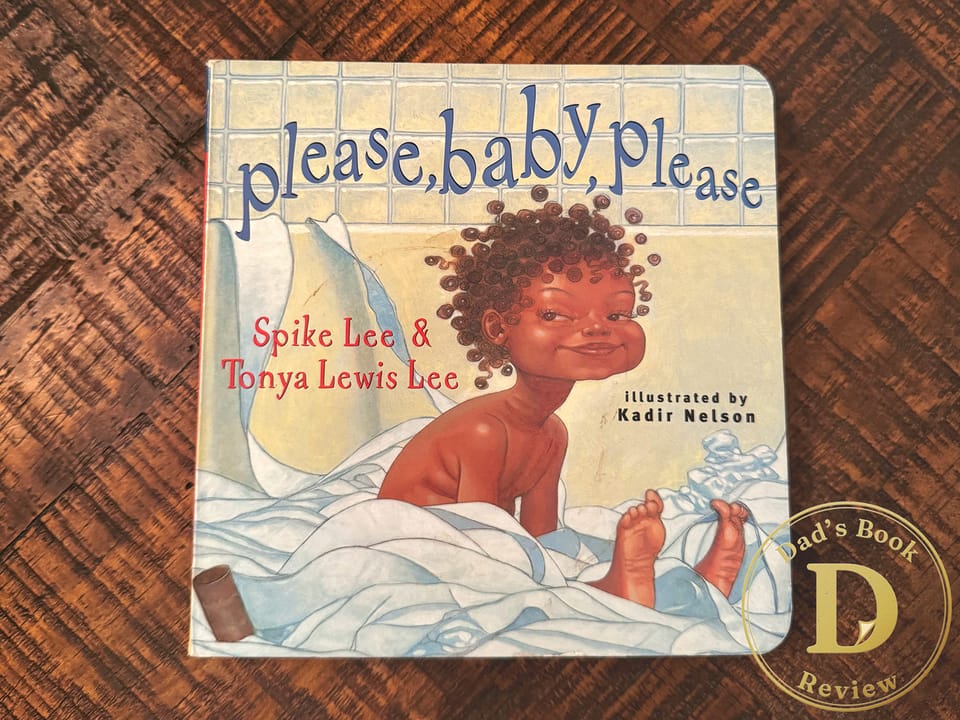 please, baby, please
Spike Lee &
Tonya Lewis Lee
illustrated by
Kadir Nelson
Dad's Book
D
Review